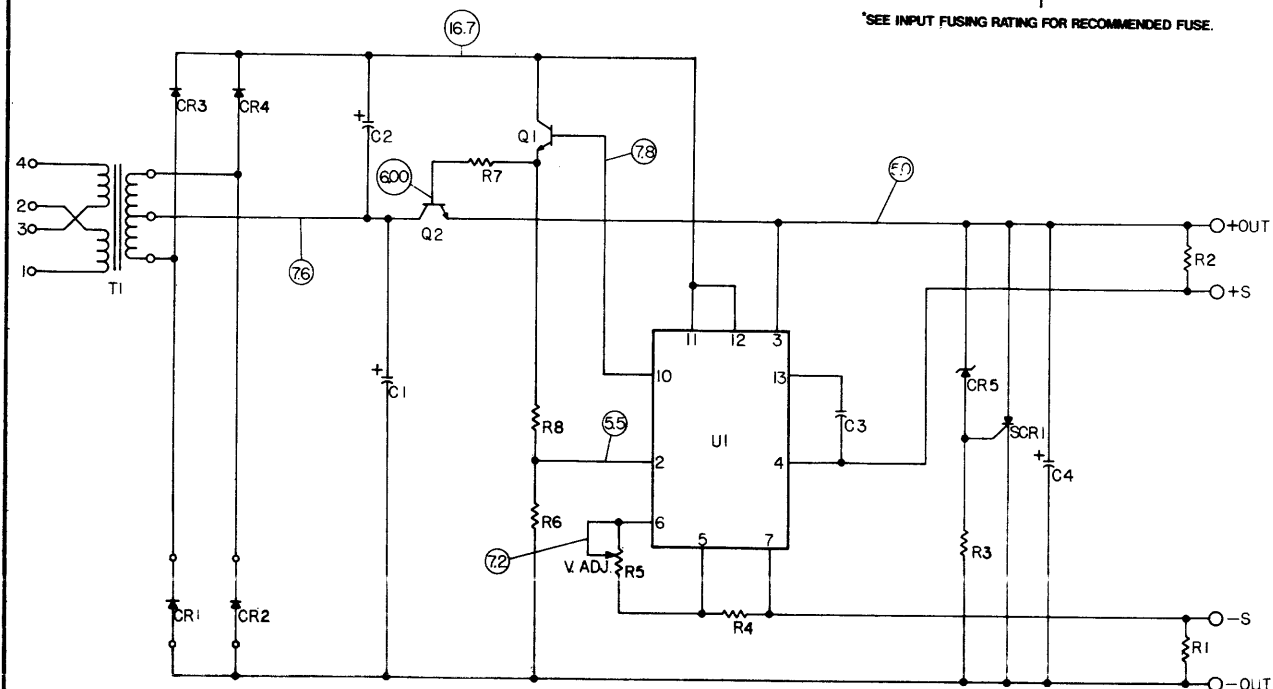 *SEE INPUT FUSING RATING FOR RECOMMENDED FUSE.
16.7
CR3
CR4
C2
Q1
4
2
3
1
T1
6.00
R7
7.8
5.0
Q2
7.6
+OUT
R2
+S
11
12
3
10
13
C1
CR5
C3
R8
5.5
U1
SCR1
2
4
C4
R6
6
7.2
V. ADJ.
R5
5
7
R3
CR1
CR2
R4
-S
R1
-OUT